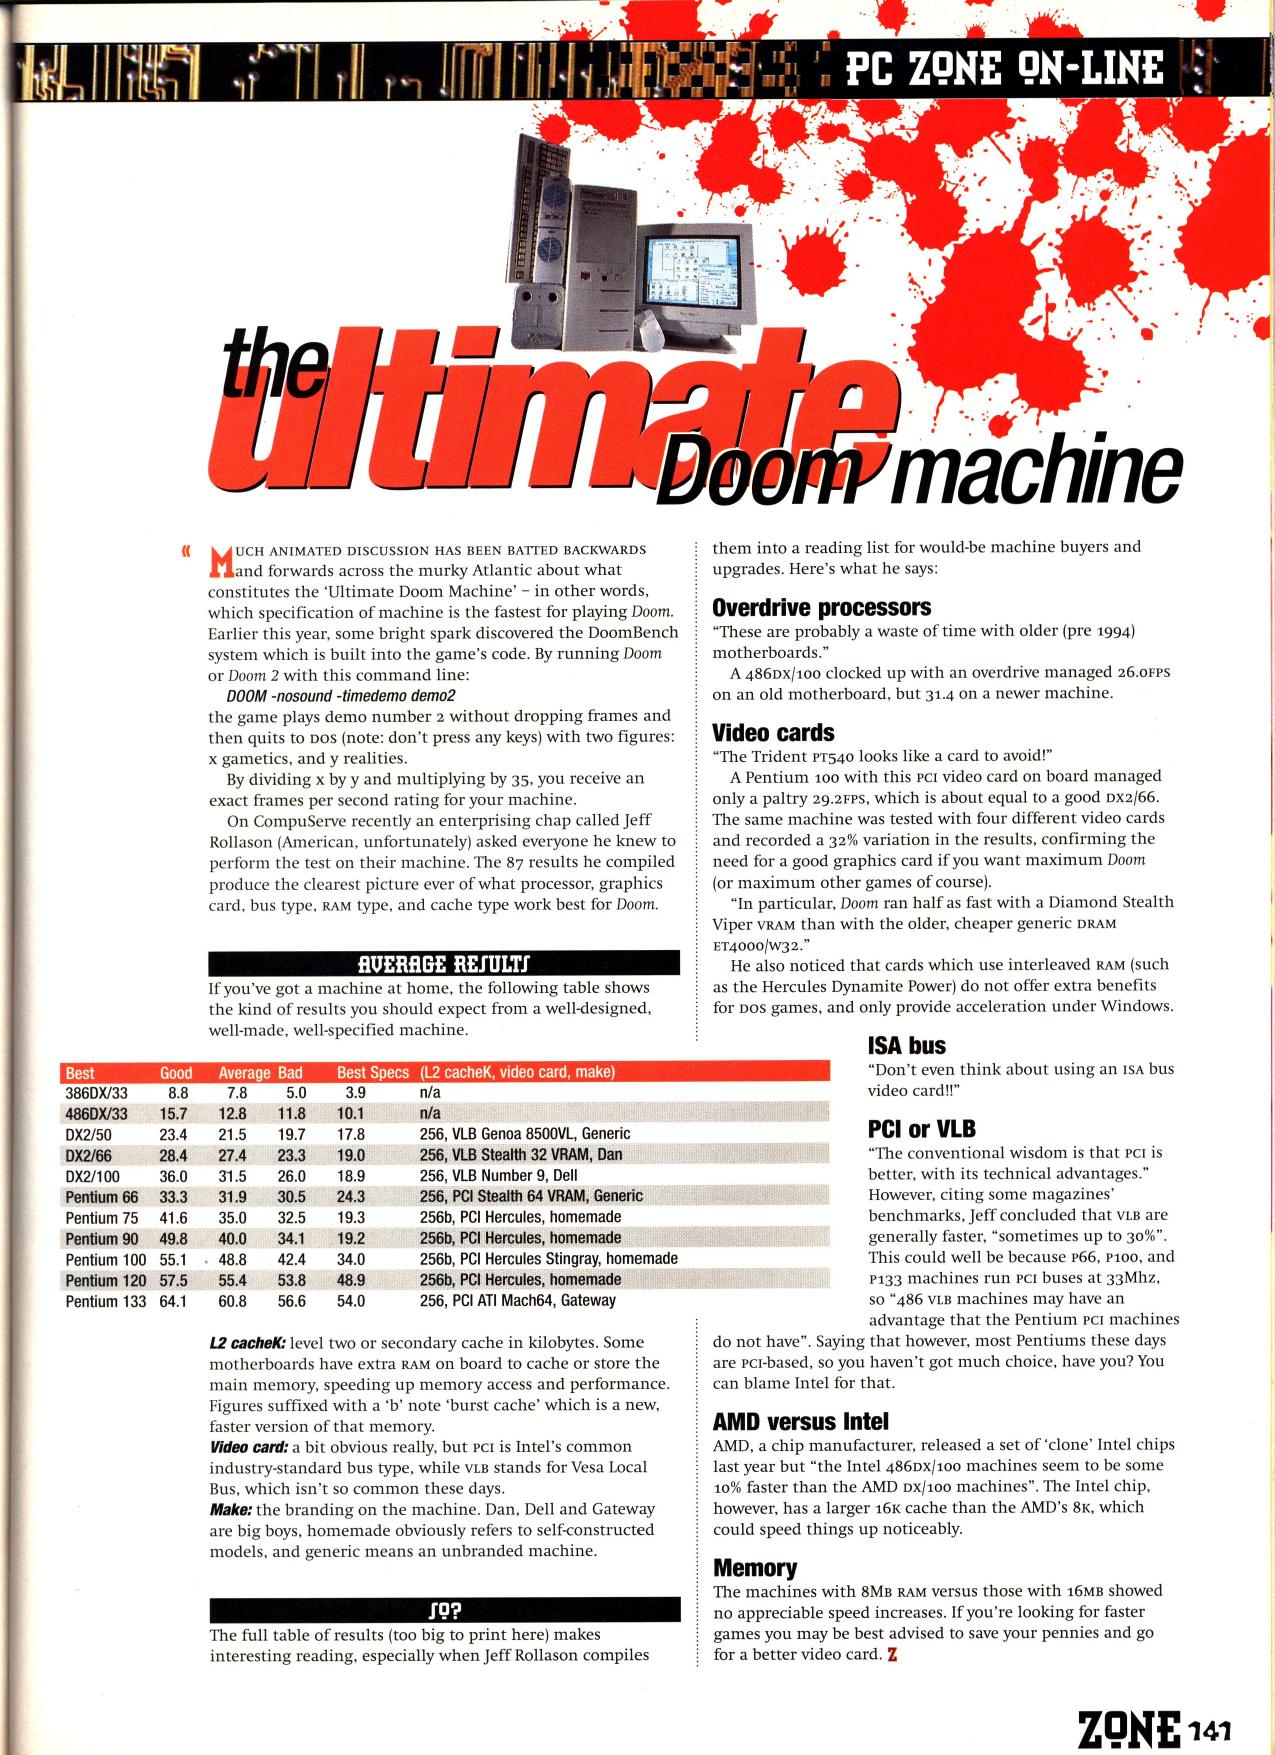 PC ZONE ON-LINE
the
ultimate
Doom machine
«
MUCH ANIMATED DISCUSSION HAS BEEN BATTED BACKWARDS
and forwards across the murky Atlantic about what
constitutes the ‘Ultimate Doom Machine’ – in other words,
which specification of machine is the fastest for playing Doom.
Earlier this year, some bright spark discovered the DoomBench
system which is built into the game's code. By running Doom
or Doom 2 with this command line:
DOOM -nosound -timedemo demo2
the game plays demo number 2 without dropping frames and
then quits to DOS (note: don't press any keys) with two figures:
x gametics, and y realities.
By dividing x by y and multiplying by 35, you receive an
exact frames per second rating for your machine.
On CompuServe recently an enterprising chap called Jeff
Rollason (American, unfortunately) asked everyone he knew to
perform the test on their machine. The 87 results he compiled
produce the clearest picture ever of what processor, graphics
card, bus type, RAM type, and cache type work best for Doom.
AVERAGE RESULTS
If you've got a machine at home, the following table shows
the kind of results you should expect from a well-designed,
well-made, well-specified machine.
Best Good Average Bad Best Specs (L2 cacheK, video card, make)
386DX/33 8.8 7.8 5.0 3.9 n/a
486DX/33 15.7 12.8 11.8 10.1 n/a
DX2/50 23.4 21.5 19.7 17.8 256, VLB Genoa 8500VL, Generic
DX2/66 28.4 27.4 23.3 19.0 256, VLB Stealth 32 VRAM, Dan
DX2/100 36.0 31.5 26.0 18.9 256, VLB Number 9, Dell
Pentium 66 33.3 31.9 30.5 24.3 256, PCI Stealth 64 VRAM, Generic
Pentium 75 41.6 35.0 32.5 19.3 256b, PCI Hercules, homemade
Pentium 90 49.8 40.0 34.1 19.2 256b, PCI Hercules, homemade
Pentium 100 55.1 48.8 42.4 34.0 256b, PCI Hercules Stingray, homemade
Pentium 120 57.5 55.4 53.8 48.9 256b, PCI Hercules, homemade
Pentium 133 64.1 60.8 56.6 54.0 256, PCI ATI Mach64, Gateway
L2 cacheK: level two or secondary cache in kilobytes. Some
motherboards have extra RAM on board to cache or store the
main memory, speeding up memory access and performance.
Figures suffixed with a ‘b’ note ‘burst cache’ which is a new,
faster version of that memory.
Video card: a bit obvious really, but PCI is Intel's common
industry-standard bus type, while VLB stands for Vesa Local
Bus, which isn't so common these days.
Make: the branding on the machine. Dan, Dell and Gateway
are big boys, homemade obviously refers to self-constructed
models, and generic means an unbranded machine.
SO?
The full table of results (too big to print here) makes
interesting reading, especially when Jeff Rollason compiles
them into a reading list for would-be machine buyers and
upgrades. Here's what he says:
Overdrive processors
“These are probably a waste of time with older (pre 1994)
motherboards.”
A 486DX/100 clocked up with an overdrive managed 26.0FPS
on an old motherboard, but 31.4 on a newer machine.
Video cards
“The Trident PT540 looks like a card to avoid!”
A Pentium 100 with this PCI video card on board managed
only a paltry 29.2FPS, which is about equal to a good DX2/66.
The same machine was tested with four different video cards
and recorded a 32% variation in the results, confirming the
need for a good graphics card if you want maximum Doom
(or maximum other games of course).
“In particular, Doom ran half as fast with a Diamond Stealth
Viper VRAM than with the older, cheaper generic DRAM
ET4000/W32.”
He also noticed that cards which use interleaved RAM (such
as the Hercules Dynamite Power) do not offer extra benefits
for DOS games, and only provide acceleration under Windows.
ISA bus
“Don't even think about using an ISA bus
video card!!”
PCI or VLB
“The conventional wisdom is that PCI is
better, with its technical advantages.”
However, citing some magazines'
benchmarks, Jeff concluded that VLB are
generally faster, “sometimes up to 30%”.
This could well be because P66, P100, and
P133 machines run PCI buses at 33Mhz,
so “486 VLB machines may have an
advantage that the Pentium PCI machines
do not have”. Saying that however, most Pentiums these days
are PCI-based, so you haven't got much choice, have you? You
can blame Intel for that.
AMD versus Intel
AMD, a chip manufacturer, released a set of ‘clone’ Intel chips
last year but “the Intel 486DX/100 machines seem to be some
10% faster than the AMD DX/100 machines”. The Intel chip,
however, has a larger 16K cache than the AMD's 8K, which
could speed things up noticeably.
Memory
The machines with 8MB RAM versus those with 16MB showed
no appreciable speed increases. If you're looking for faster
games you may be best advised to save your pennies and go
for a better video card. Z
ZONE 141